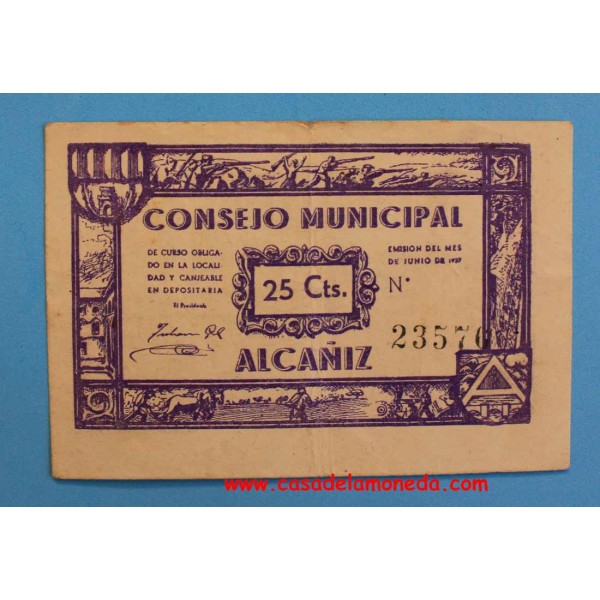 CONSEJO MUNICIPAL
DE CURSO OBLIGA-
DO EN LA LOCALI-
DAD Y CANJEABLE
EN DEPOSITARIA
El Presidente
25 Cts.
EMISION DEL MES
DE JUNIO DE 1937
N°
23570
ALCAÑIZ
www.casadelamoneda.com